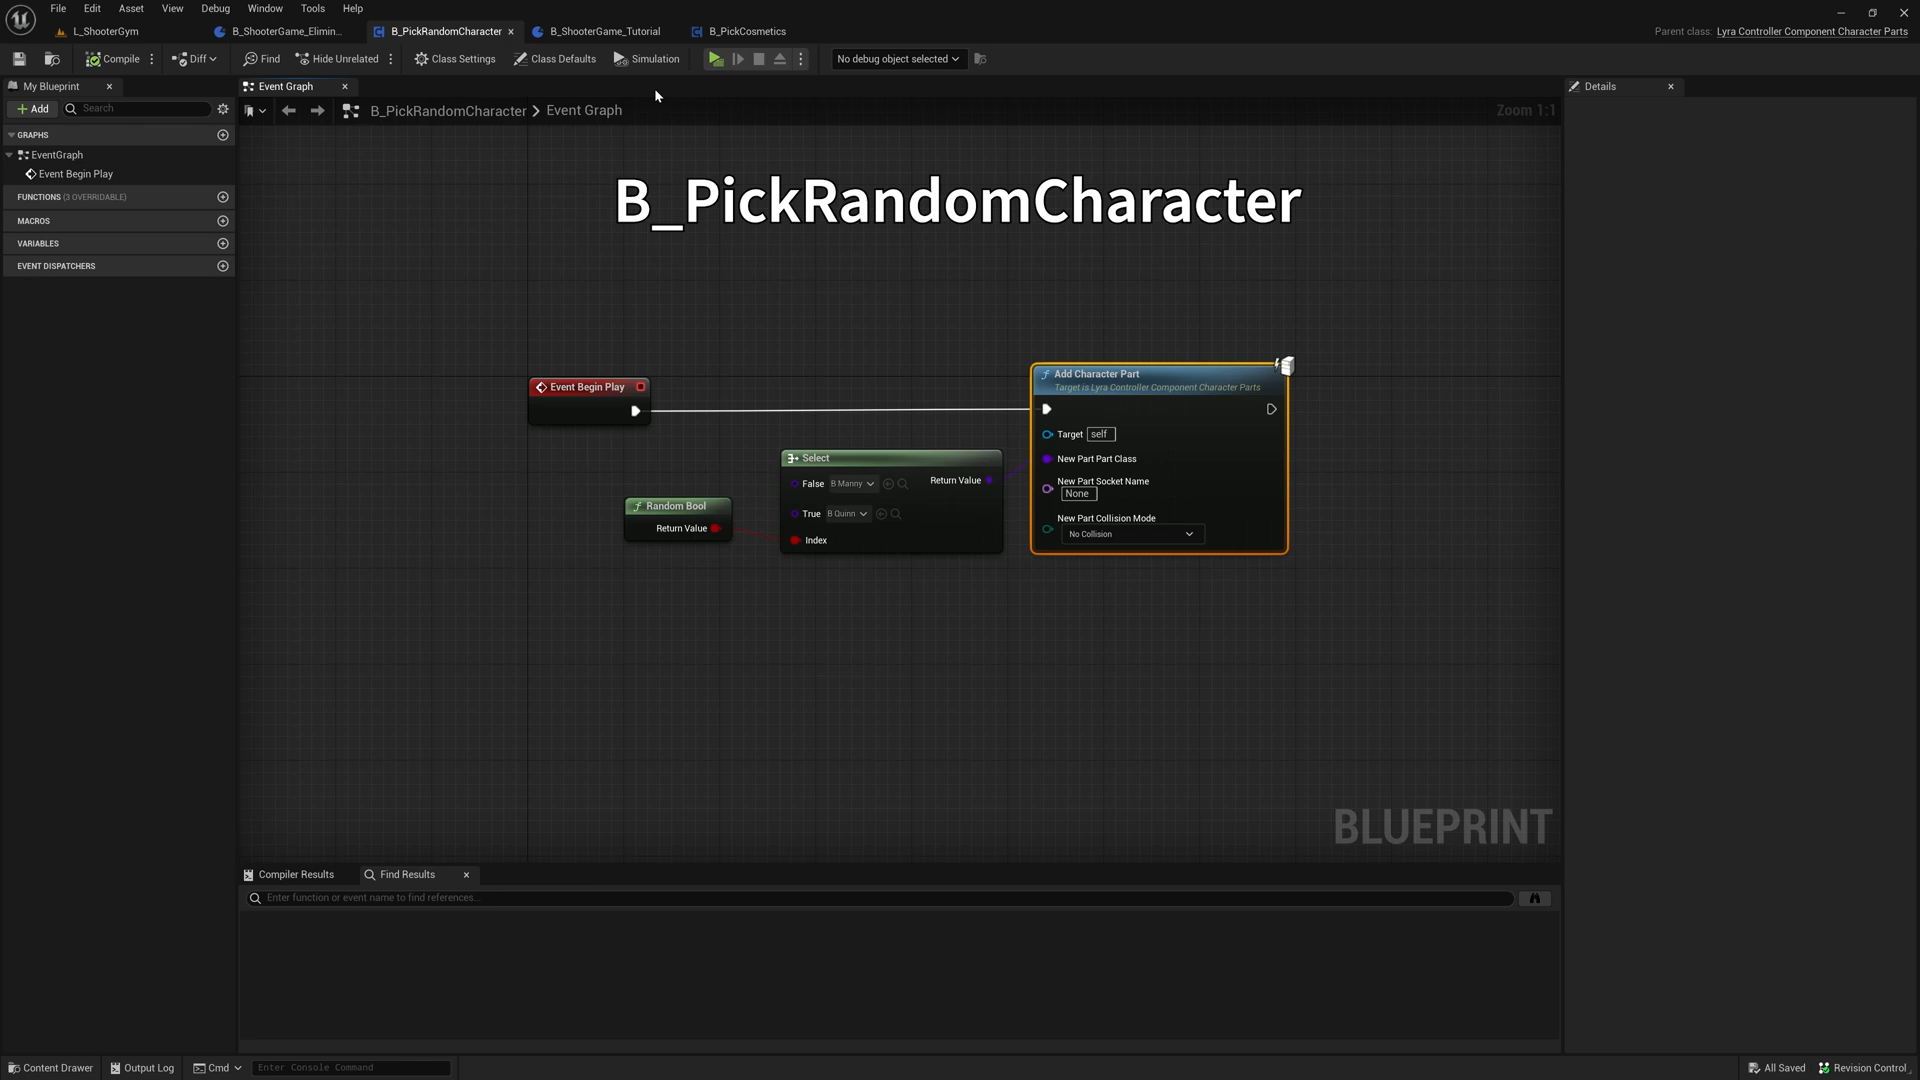 File Edit Asset View Debug Window Tools Help
L_ShooterGym B_ShooterGame_Elimin... B_PickRandomCharacter B_ShooterGame_Tutorial B_PickCosmetics
Parent class: Lyra Controller Component Character Parts
Compile Diff Find Hide Unrelated Class Settings Class Defaults Simulation No debug object selected
My Blueprint Event Graph Details
Add Search
B_PickRandomCharacter > Event Graph Zoom 1:1
GRAPHS
EventGraph
Event Begin Play
FUNCTIONS (3 OVERRIDABLE)
MACROS
VARIABLES
EVENT DISPATCHERS
B_PickRandomCharacter
Event Begin Play
Random Bool
Return Value
Select
False B Manny
Return Value
True B Quinn
Index
Add Character Part
Target is Lyra Controller Component Character Parts
Target self
New Part Part Class
New Part Socket Name
None
New Part Collision Mode
No Collision
BLUEPRINT
Compiler Results Find Results
Enter function or event name to find references...
Content Drawer Output Log Cmd Enter Console Command All Saved Revision Control